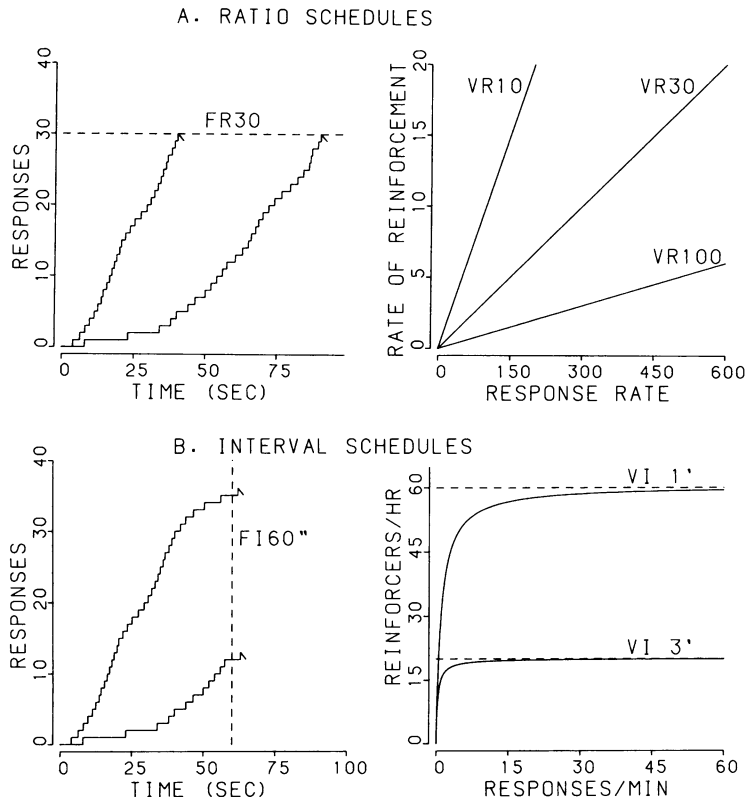 A. RATIO SCHEDULES
RESPONSES
40
30
20
10
0
FR30
0 25 50 75
TIME (SEC)
RATE OF REINFORCEMENT
20
15
10
5
0
VR10
VR30
VR100
0 150 300 450 600
RESPONSE RATE
B. INTERVAL SCHEDULES
RESPONSES
40
30
20
10
0
FI60"
0 25 50 75 100
TIME (SEC)
REINFORCERS/HR
60
45
30
15
0
VI 1'
VI 3'
0 15 30 45 60
RESPONSES/MIN